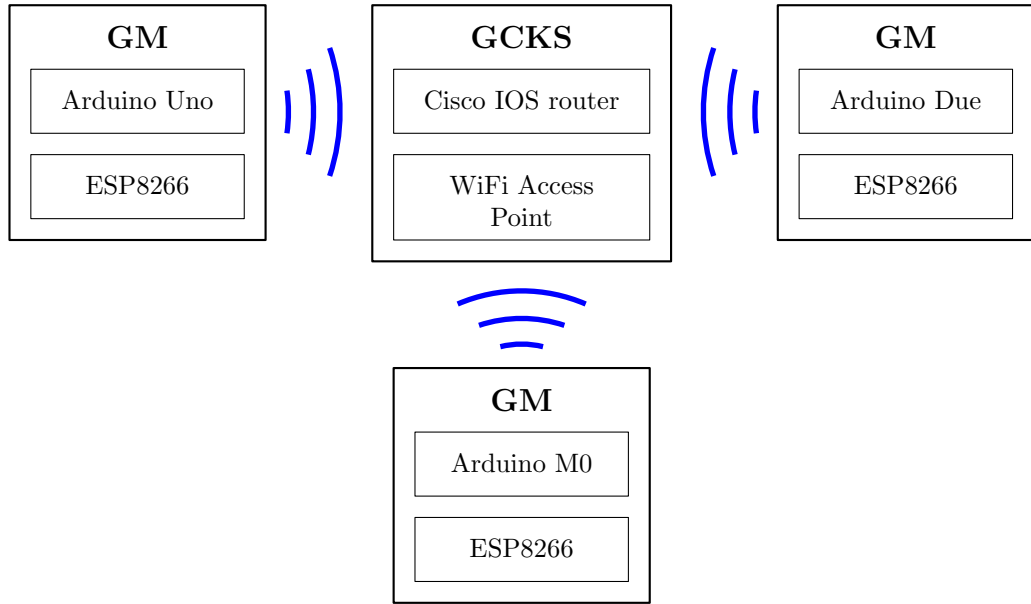 GM
Arduino Uno
ESP8266
GCKS
Cisco IOS router
WiFi Access
Point
GM
Arduino Due
ESP8266
GM
Arduino M0
ESP8266